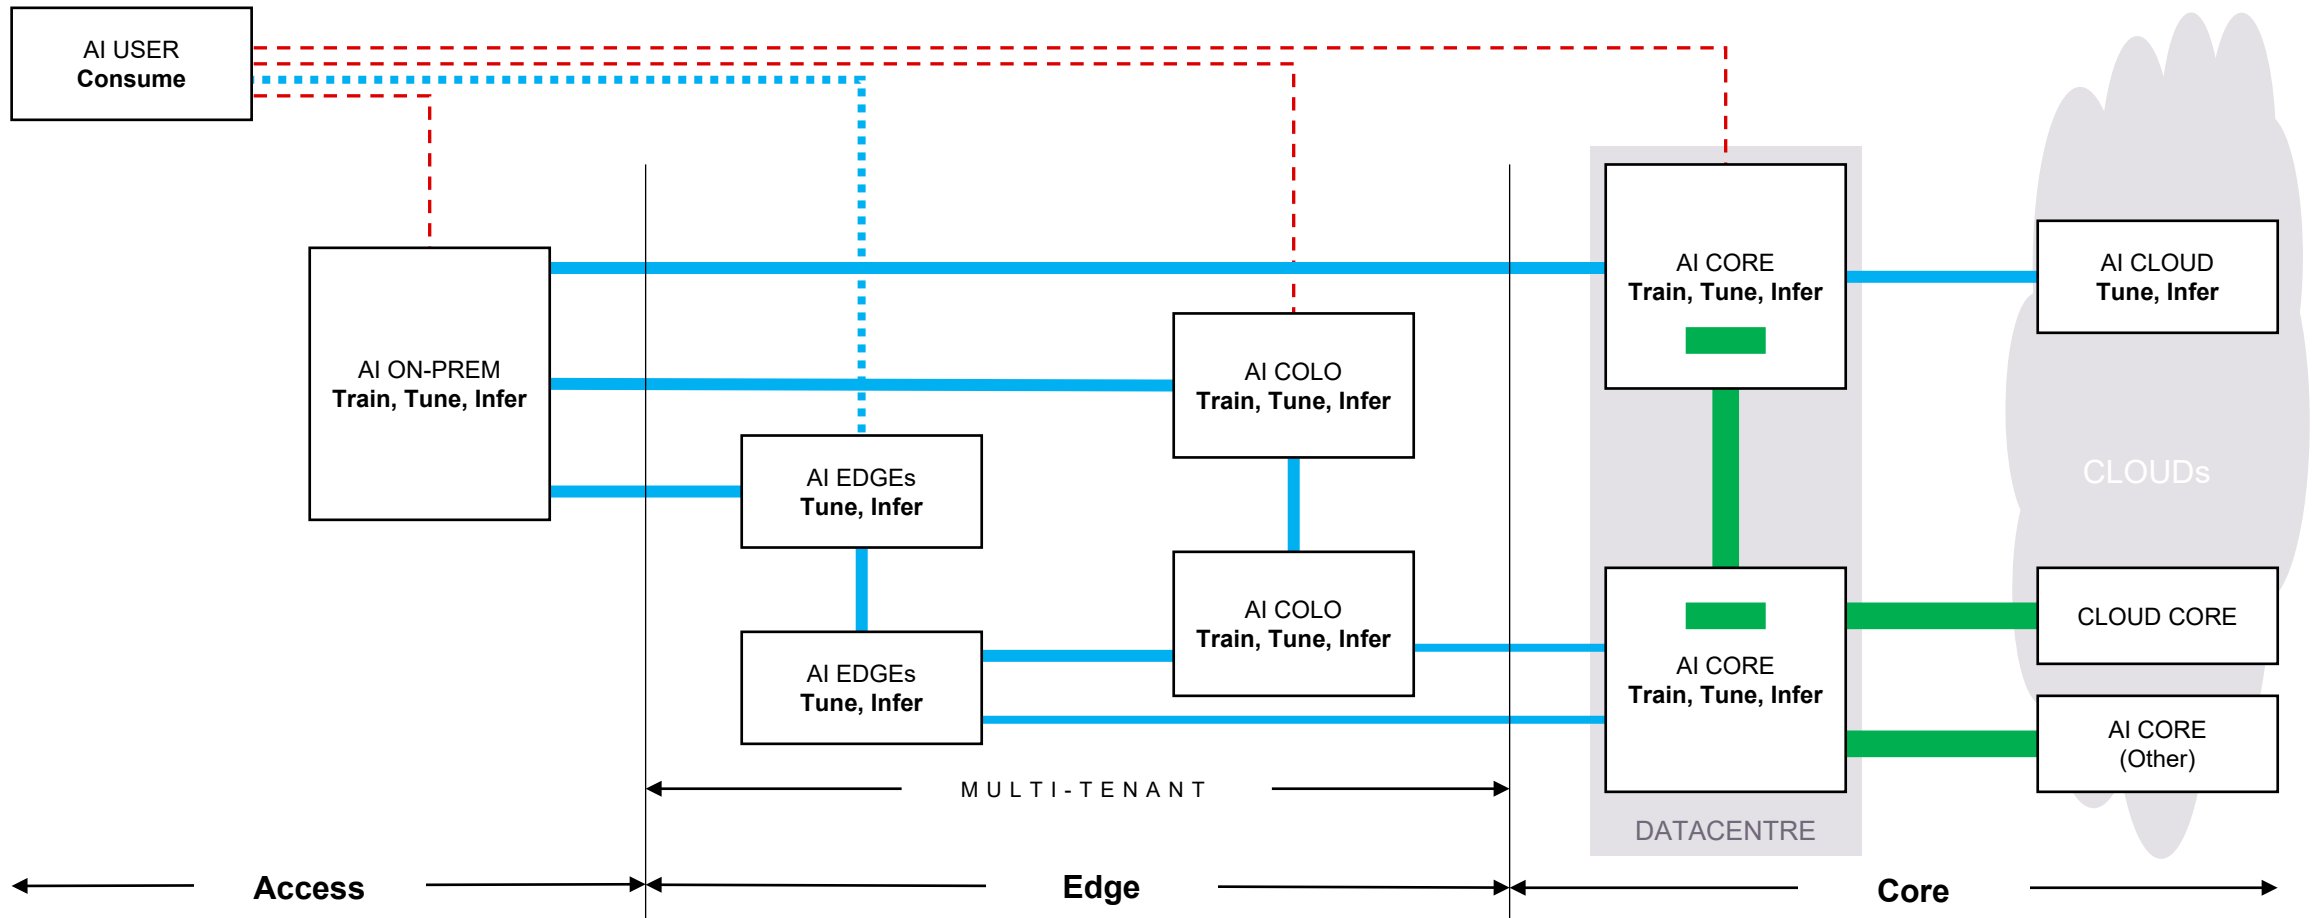 AI USER
Consume
AI ON-PREM
Train, Tune, Infer
AI EDGEs
Tune, Infer
AI EDGEs
Tune, Infer
AI COLO
Train, Tune, Infer
AI COLO
Train, Tune, Infer
AI CORE
Train, Tune, Infer
AI CORE
Train, Tune, Infer
DATACENTRE
AI CLOUD
Tune, Infer
CLOUDs
CLOUD CORE
AI CORE
(Other)
MULTI-TENANT
Access
Edge
Core